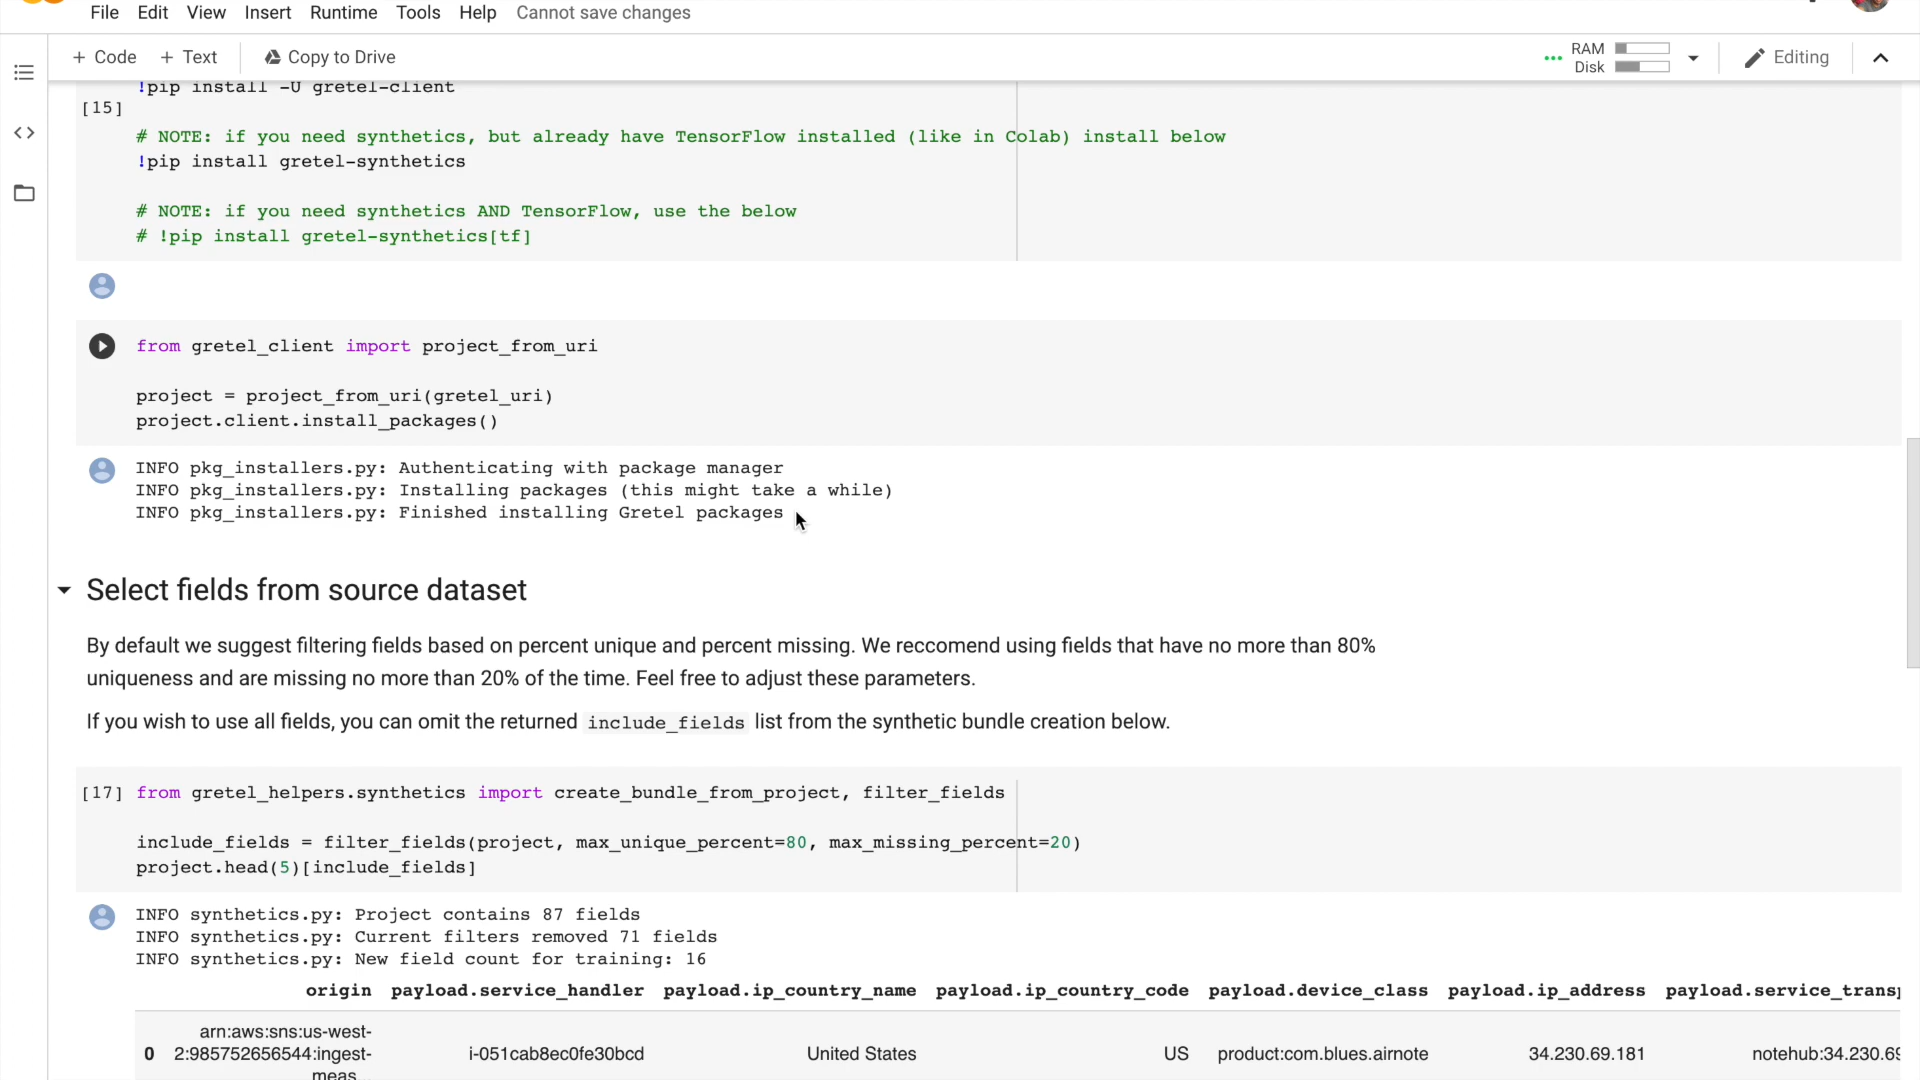 File Edit View Insert Runtime Tools Help Cannot save changes
+ Code + Text Copy to Drive RAM Disk Editing
!pip install -U gretel-client
[15]
# NOTE: if you need synthetics, but already have TensorFlow installed (like in Colab) install below
!pip install gretel-synthetics
# NOTE: if you need synthetics AND TensorFlow, use the below
# !pip install gretel-synthetics[tf]
from gretel_client import project_from_uri
project = project_from_uri(gretel_uri)
project.client.install_packages()
INFO pkg_installers.py: Authenticating with package manager
INFO pkg_installers.py: Installing packages (this might take a while)
INFO pkg_installers.py: Finished installing Gretel packages
Select fields from source dataset
By default we suggest filtering fields based on percent unique and percent missing. We reccomend using fields that have no more than 80%
uniqueness and are missing no more than 20% of the time. Feel free to adjust these parameters.
If you wish to use all fields, you can omit the returned include_fields list from the synthetic bundle creation below.
[17] from gretel_helpers.synthetics import create_bundle_from_project, filter_fields
include_fields = filter_fields(project, max_unique_percent=80, max_missing_percent=20)
project.head(5)[include_fields]
INFO synthetics.py: Project contains 87 fields
INFO synthetics.py: Current filters removed 71 fields
INFO synthetics.py: New field count for training: 16
origin payload.service_handler payload.ip_country_name payload.ip_country_code payload.device_class payload.ip_address payload.service_transp
arn:aws:sns:us-west-
0 2:985752656544:ingest- i-051cab8ec0fe30bcd United States US product:com.blues.airnote 34.230.69.181 notehub:34.230.69
meas...